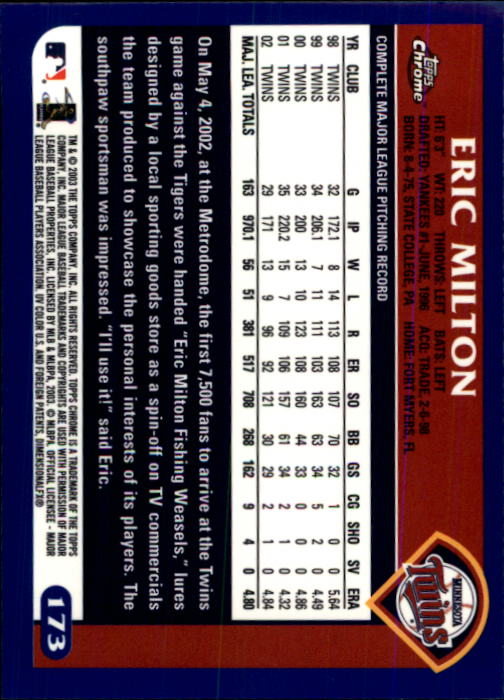 Topps
Chrome
ERIC MILTON
HT: 6'3" WT: 220 THROWS: LEFT BATS: LEFT
DRAFTED: YANKEES #1-JUNE 1996 ACQ: TRADE, 2-6-98
BORN: 8-4-75, STATE COLLEGE, PA HOME: FORT MYERS, FL
MINNESOTA
Twins
COMPLETE MAJOR LEAGUE PITCHING RECORD
YR CLUB G IP W L R ER SO BB GS CG SHO SV ERA
98 TWINS 32 172.1 8 14 113 108 107 70 32 1 0 0 5.64
99 TWINS 34 206.1 7 11 111 103 163 63 34 5 2 0 4.49
00 TWINS 33 200 13 10 123 108 160 44 33 0 0 0 4.86
01 TWINS 35 220.2 15 7 109 106 157 61 34 2 1 0 4.32
02 TWINS 29 171 13 9 96 92 121 30 29 2 1 0 4.84
MAJ. LEA. TOTALS 163 970.1 56 51 381 517 708 268 162 9 4 0 4.80
On May 4, 2002, at the Metrodome, the first 7,500 fans to arrive at the Twins
game against the Tigers were handed "Eric Milton Fishing Weasels," lures
designed by a local sporting goods store as a spin-off on TV commercials
the team produced to showcase the personal interests of its players. The
southpaw sportsman was impressed. "I'll use it!" said Eric.
TM & © 2003 THE TOPPS COMPANY, INC. ALL RIGHTS RESERVED. TOPPS CHROME IS A TRADEMARK OF THE TOPPS
COMPANY, INC. MAJOR LEAGUE BASEBALL TRADEMARKS AND COPYRIGHTS ARE USED WITH PERMISSION OF MAJOR
LEAGUE BASEBALL PROPERTIES, INC. LICENSED BY MLB & MLBPA, 2003. © MLBPA, OFFICIAL LICENSEE - MAJOR
LEAGUE BASEBALL PLAYERS ASSOCIATION. UV COLOR U.S. AND FOREIGN PATENTS, DIMENSIONALFX®
173